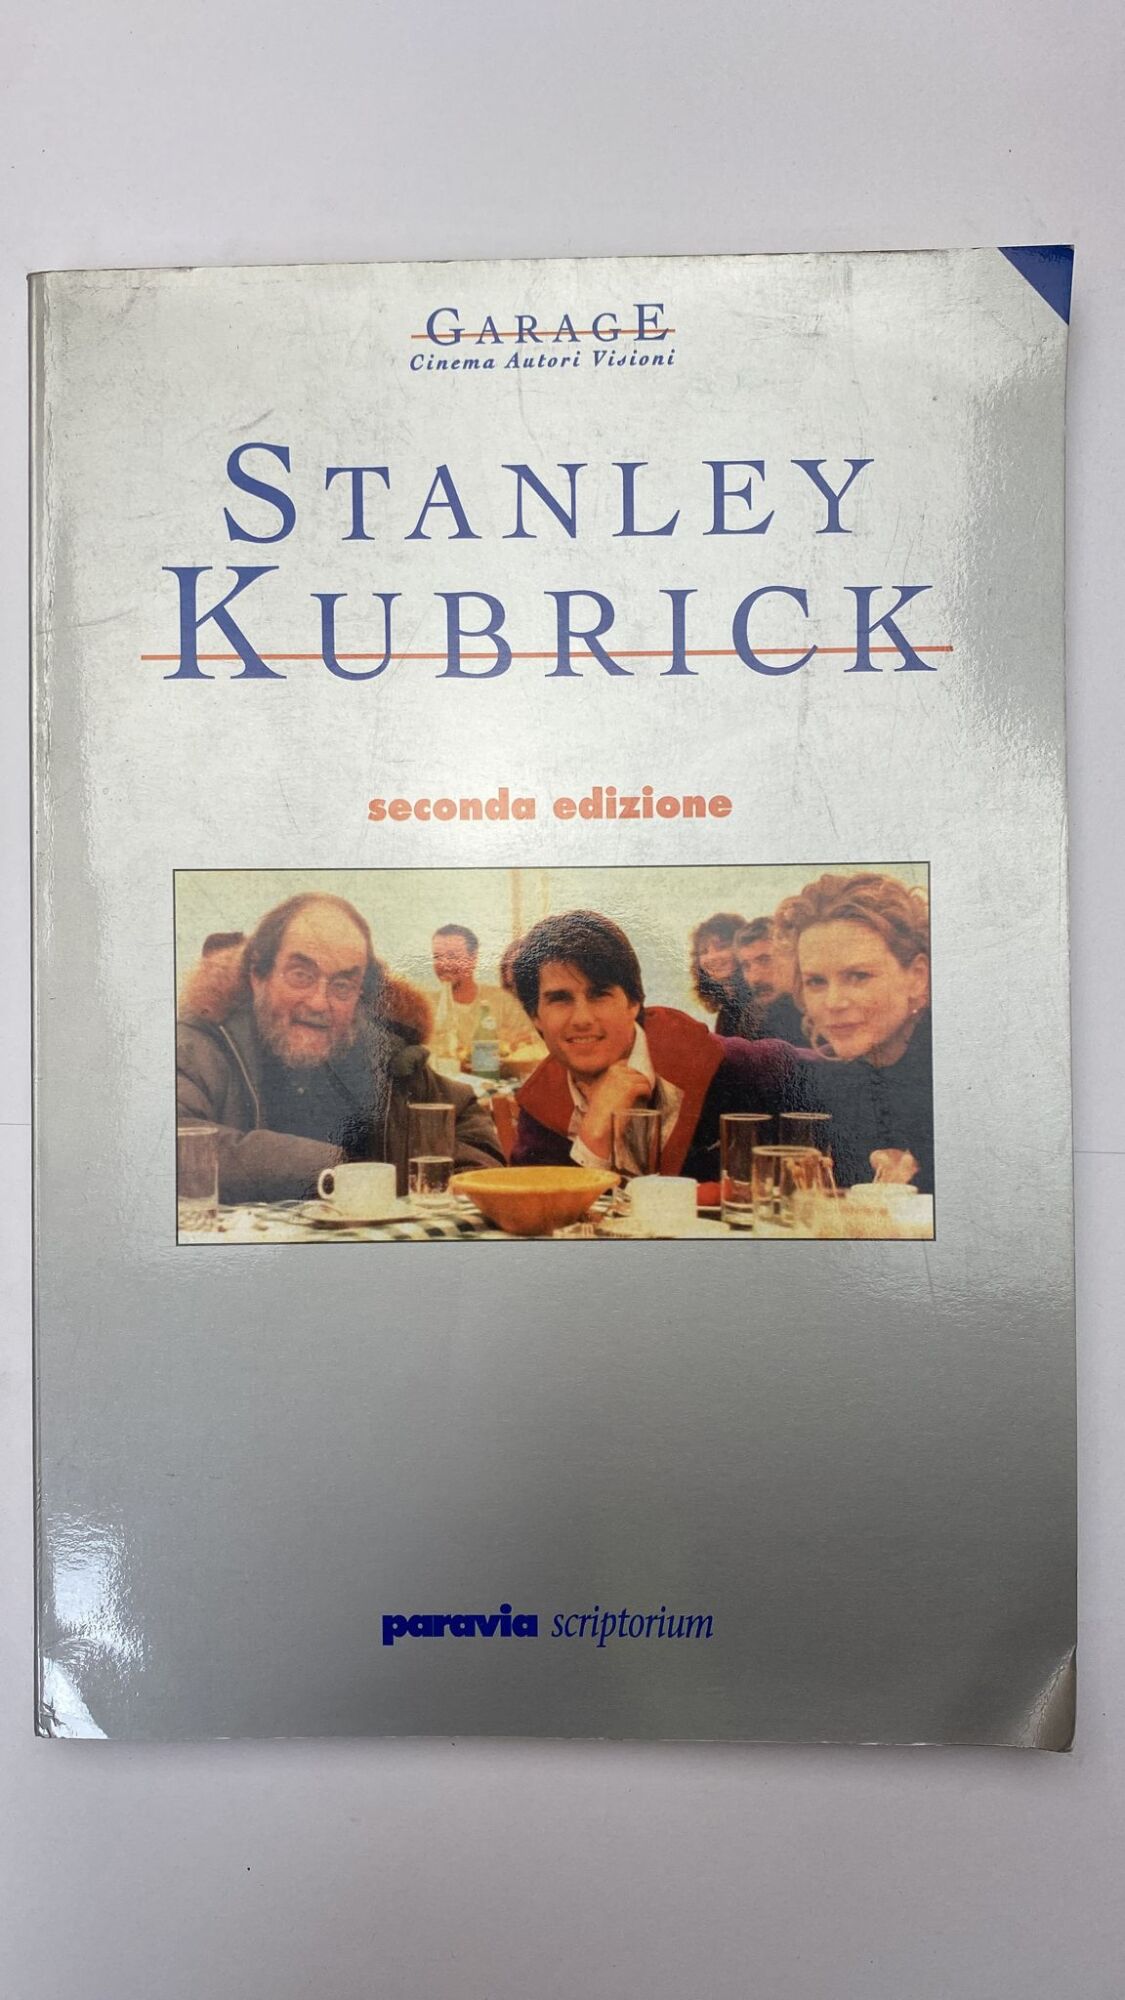 GARAGE
Cinema Autori Visioni
STANLEY
KUBRICK
seconda edizione
paravia scriptorium